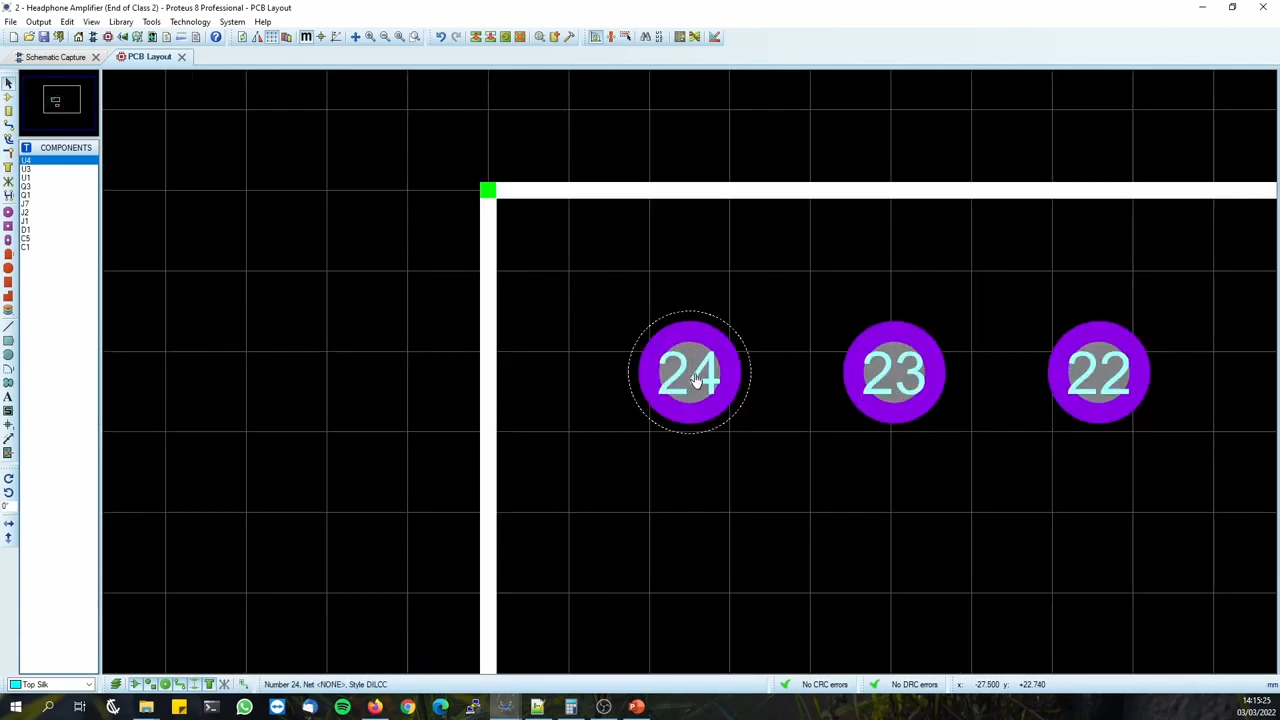 2 - Headphone Amplifier (End of Class 2) - Proteus 8 Professional - PCB Layout
File Output Edit View Library Tools Technology System Help
Schematic Capture PCB Layout
T COMPONENTS
U4
U3
U1
Q3
Q1
J7
J2
J1
D1
C5
C1
24 23 22
0°
Top Silk Number 24, Net <NONE>, Style DILCC No CRC errors No DRC errors x: -27.500 y: +22.740 mm
14:15:25
03/03/2022